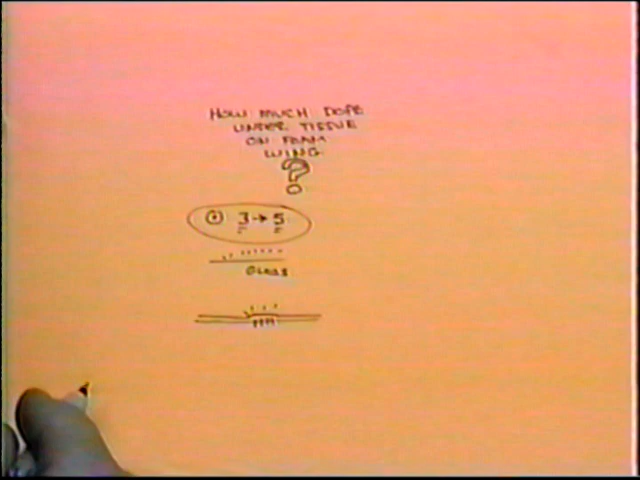 HOW MUCH DOPE
UNDER TISSUE
ON FOAM
WING
?
3→5
GLASS